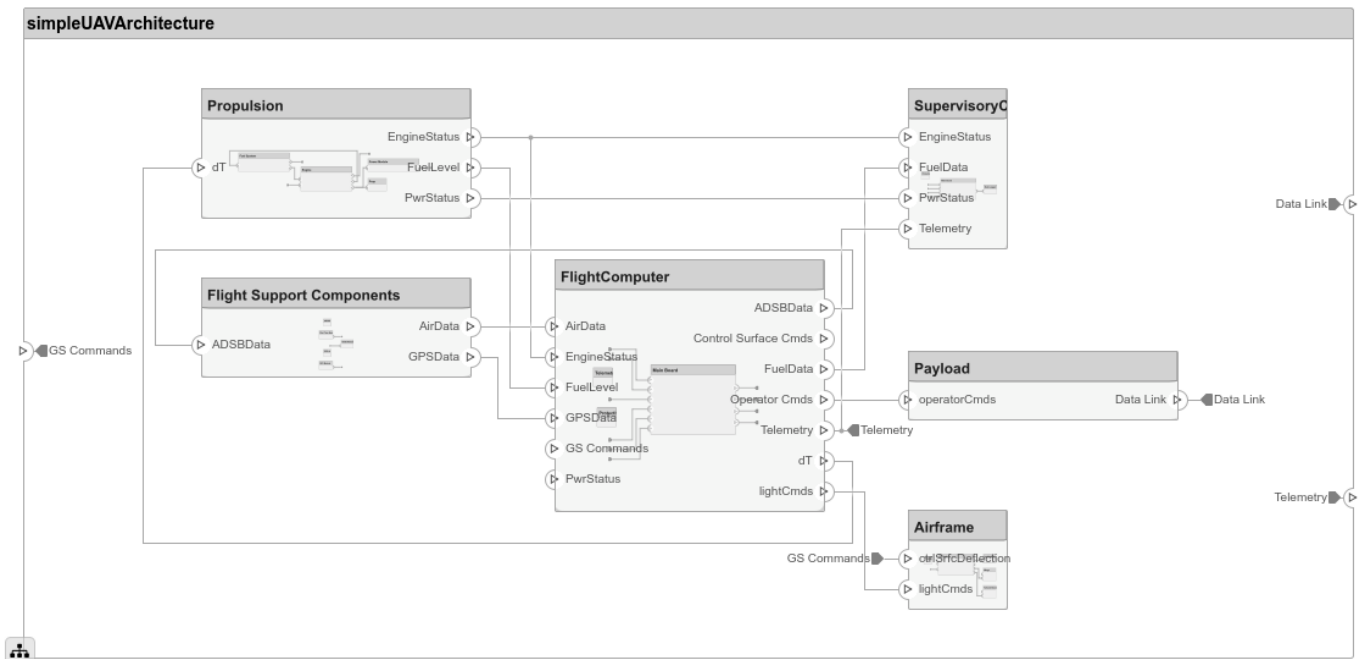 simpleUAVArchitecture
Propulsion
EngineStatus
dT
FuelLevel
PwrStatus
SupervisoryC
EngineStatus
FuelData
PwrStatus
Telemetry
Data Link
Flight Support Components
AirData
ADSBData
GPSData
GS Commands
FlightComputer
ADSBData
AirData
Control Surface Cmds
EngineStatus
FuelData
FuelLevel
Main Board
Operator Cmds
GPSData
Telemetry
Telemetry
GS Commands
dT
PwrStatus
lightCmds
Payload
operatorCmds
Data Link
Data Link
Telemetry
Airframe
GS Commands
ctrlSrfcDeflection
lightCmds